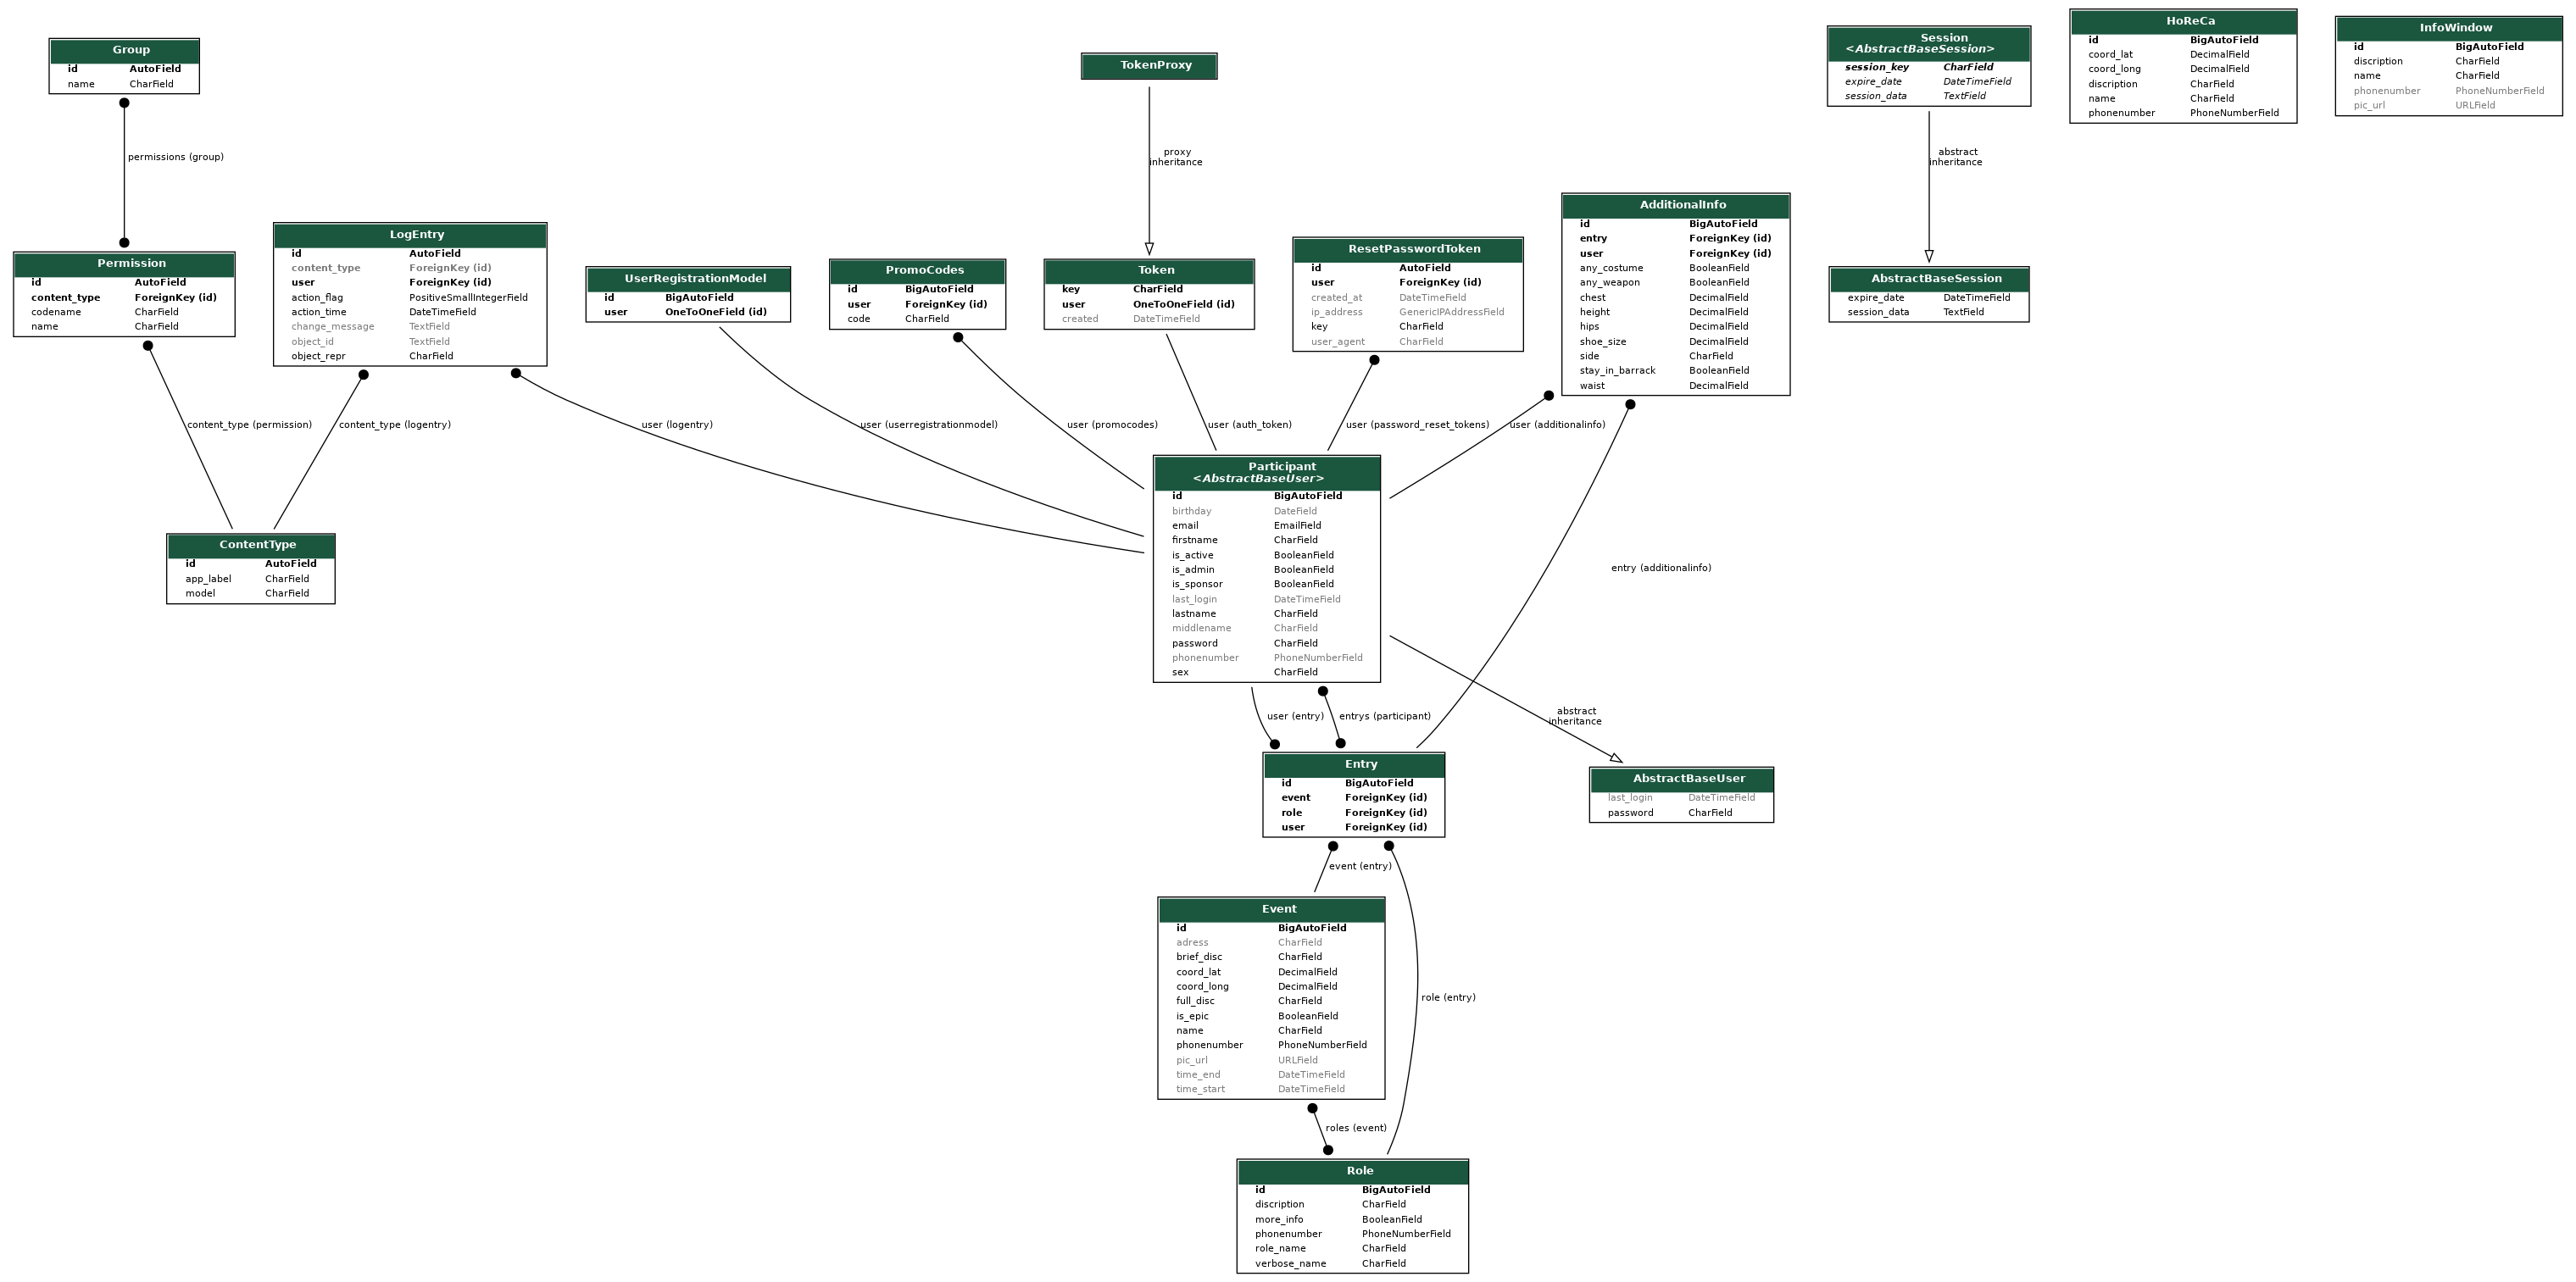 Group
id AutoField
name CharField
permissions (group)
Permission
id AutoField
content_type ForeignKey (id)
codename CharField
name CharField
content_type (permission)
LogEntry
id AutoField
content_type ForeignKey (id)
user ForeignKey (id)
action_flag PositiveSmallIntegerField
action_time DateTimeField
change_message TextField
object_id TextField
object_repr CharField
content_type (logentry)
user (logentry)
ContentType
id AutoField
app_label CharField
model CharField
UserRegistrationModel
id BigAutoField
user OneToOneField (id)
user (userregistrationmodel)
PromoCodes
id BigAutoField
user ForeignKey (id)
code CharField
user (promocodes)
TokenProxy
proxy
inheritance
Token
key CharField
user OneToOneField (id)
created DateTimeField
user (auth_token)
ResetPasswordToken
id AutoField
user ForeignKey (id)
created_at DateTimeField
ip_address GenericIPAddressField
key CharField
user_agent CharField
user (password_reset_tokens)
AdditionalInfo
id BigAutoField
entry ForeignKey (id)
user ForeignKey (id)
any_costume BooleanField
any_weapon BooleanField
chest DecimalField
height DecimalField
hips DecimalField
shoe_size DecimalField
side CharField
stay_in_barrack BooleanField
waist DecimalField
user (additionalinfo)
entry (additionalinfo)
Session
<AbstractBaseSession>
session_key CharField
expire_date DateTimeField
session_data TextField
abstract
inheritance
AbstractBaseSession
expire_date DateTimeField
session_data TextField
HoReCa
id BigAutoField
coord_lat DecimalField
coord_long DecimalField
discription CharField
name CharField
phonenumber PhoneNumberField
InfoWindow
id BigAutoField
discription CharField
name CharField
phonenumber PhoneNumberField
pic_url URLField
Participant
<AbstractBaseUser>
id BigAutoField
birthday DateField
email EmailField
firstname CharField
is_active BooleanField
is_admin BooleanField
is_sponsor BooleanField
last_login DateTimeField
lastname CharField
middlename CharField
password CharField
phonenumber PhoneNumberField
sex CharField
user (entry)
entrys (participant)
abstract
inheritance
Entry
id BigAutoField
event ForeignKey (id)
role ForeignKey (id)
user ForeignKey (id)
AbstractBaseUser
last_login DateTimeField
password CharField
event (entry)
Event
id BigAutoField
adress CharField
brief_disc CharField
coord_lat DecimalField
coord_long DecimalField
full_disc CharField
is_epic BooleanField
name CharField
phonenumber PhoneNumberField
pic_url URLField
time_end DateTimeField
time_start DateTimeField
role (entry)
roles (event)
Role
id BigAutoField
discription CharField
more_info BooleanField
phonenumber PhoneNumberField
role_name CharField
verbose_name CharField